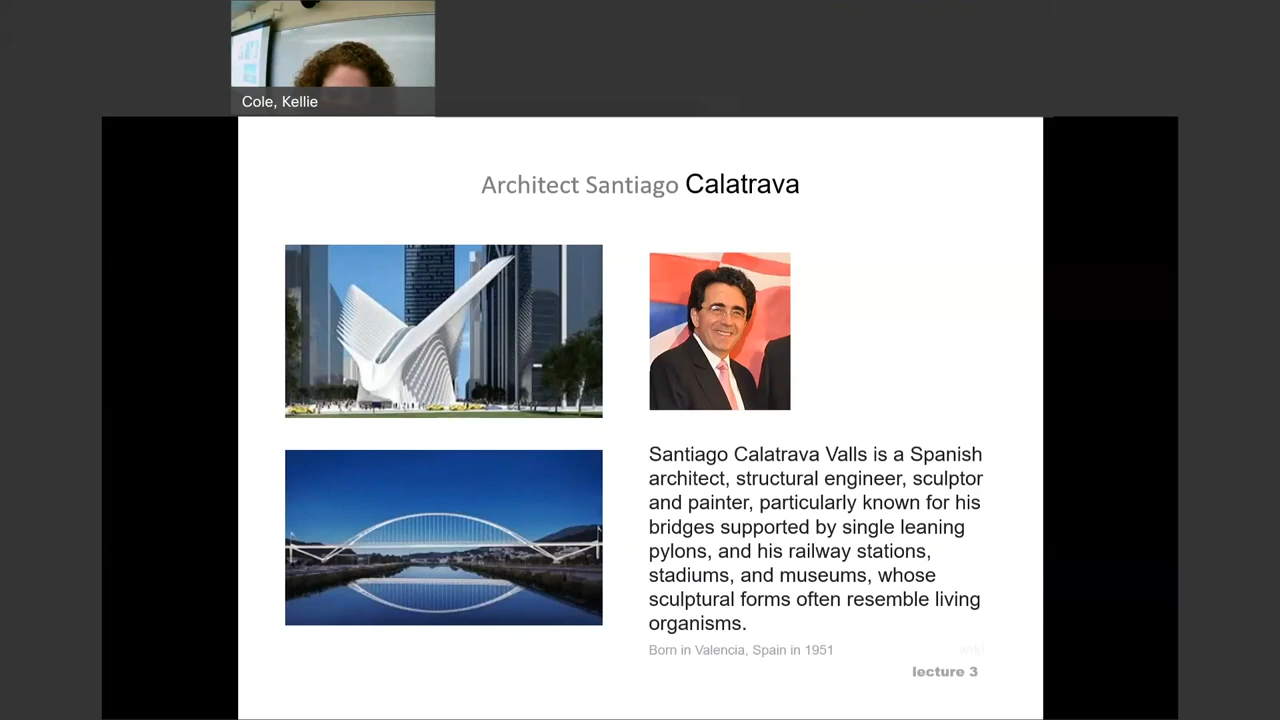 Cole, Kellie
Architect Santiago Calatrava
Santiago Calatrava Valls is a Spanish
architect, structural engineer, sculptor
and painter, particularly known for his
bridges supported by single leaning
pylons, and his railway stations,
stadiums, and museums, whose
sculptural forms often resemble living
organisms.
Born in Valencia, Spain in 1951
lecture 3